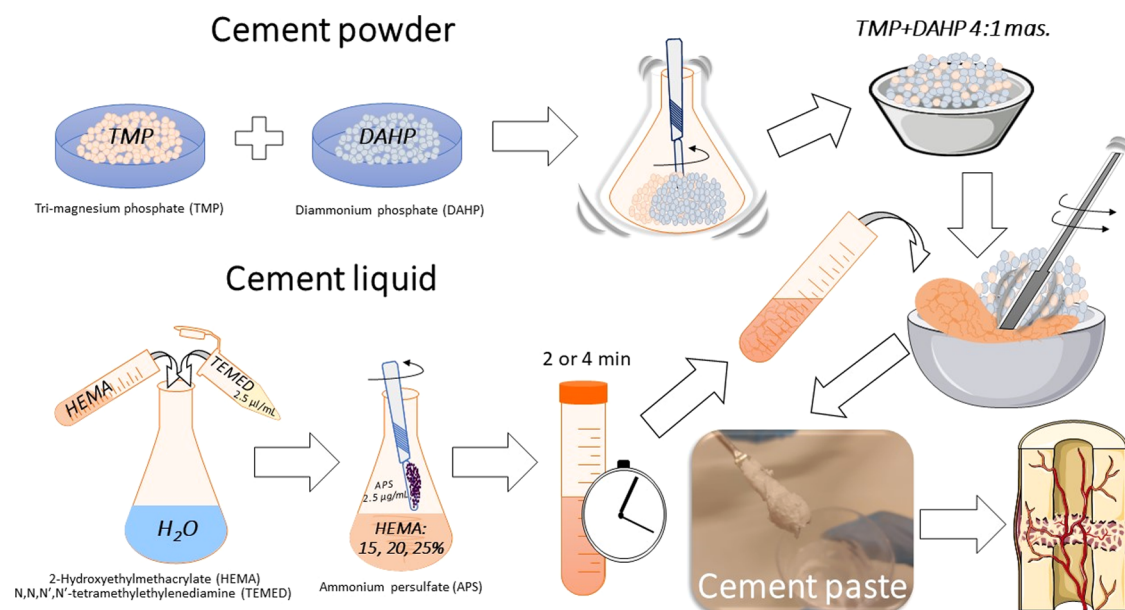 Cement powder
TMP+DAHP 4:1 mas.
TMP
DAHP
Tri-magnesium phosphate (TMP)
Diammonium phosphate (DAHP)
Cement liquid
HEMA
TEMED
2.5 µl/mL
2 or 4 min
APS
2.5 µg/mL
H₂O
HEMA:
15, 20, 25%
2-Hydroxyethylmethacrylate (HEMA)
N,N,N′,N′-tetramethylethylenediamine (TEMED)
Ammonium persulfate (APS)
Cement paste